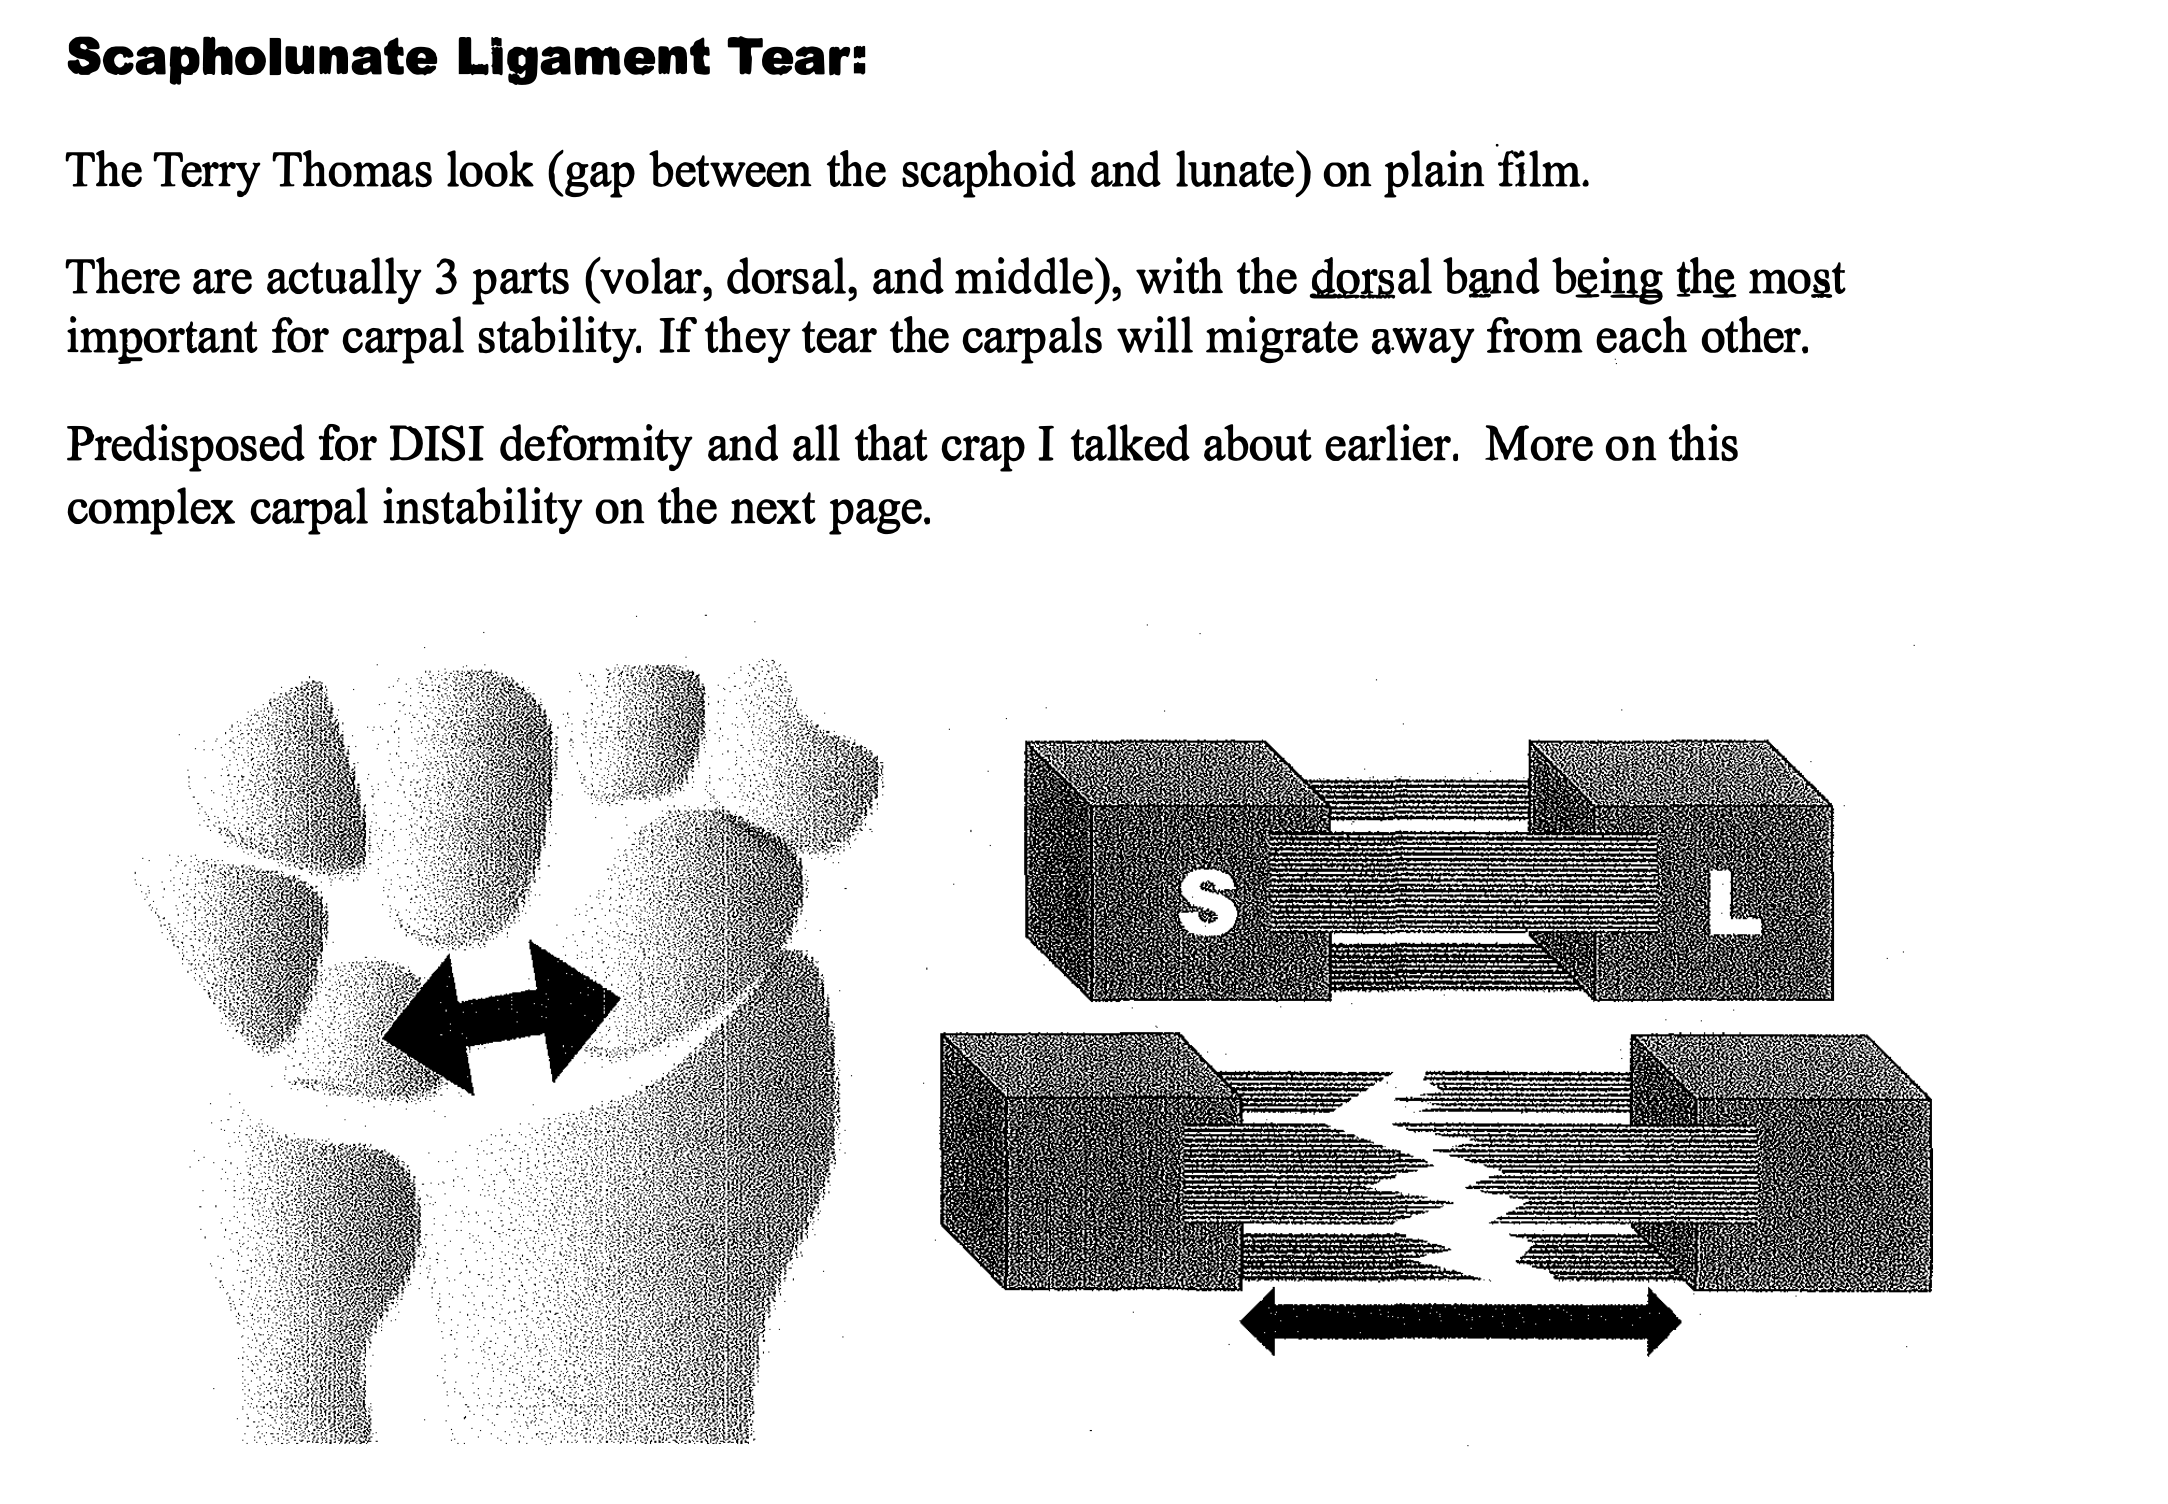 Scapholunate Ligament Tear:
The Terry Thomas look (gap between the scaphoid and lunate) on plain film.
There are actually 3 parts (volar, dorsal, and middle), with the dorsal band being the most
important for carpal stability. If they tear the carpals will migrate away from each other.
Predisposed for DISI deformity and all that crap I talked about earlier.  More on this
complex carpal instability on the next page.
S
L